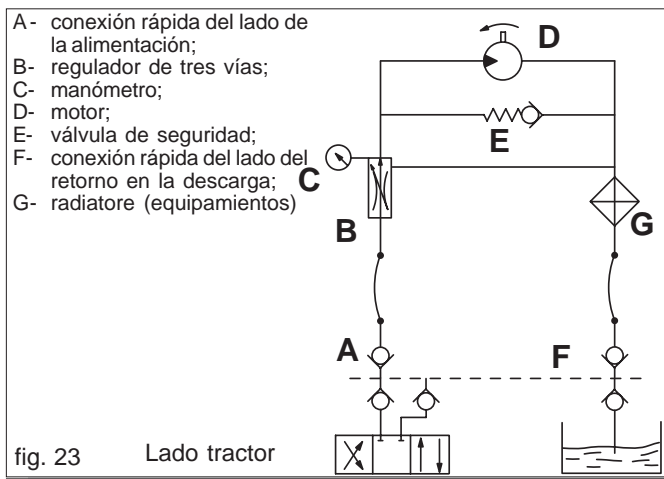 A- conexión rápida del lado de
la alimentación;
B- regulador de tres vías;
C- manómetro;
D- motor;
E- válvula de seguridad;
F- conexión rápida del lado del
retorno en la descarga;
G- radiatore (equipamientos)
D
E
C
B
G
A
F
fig. 23
Lado tractor